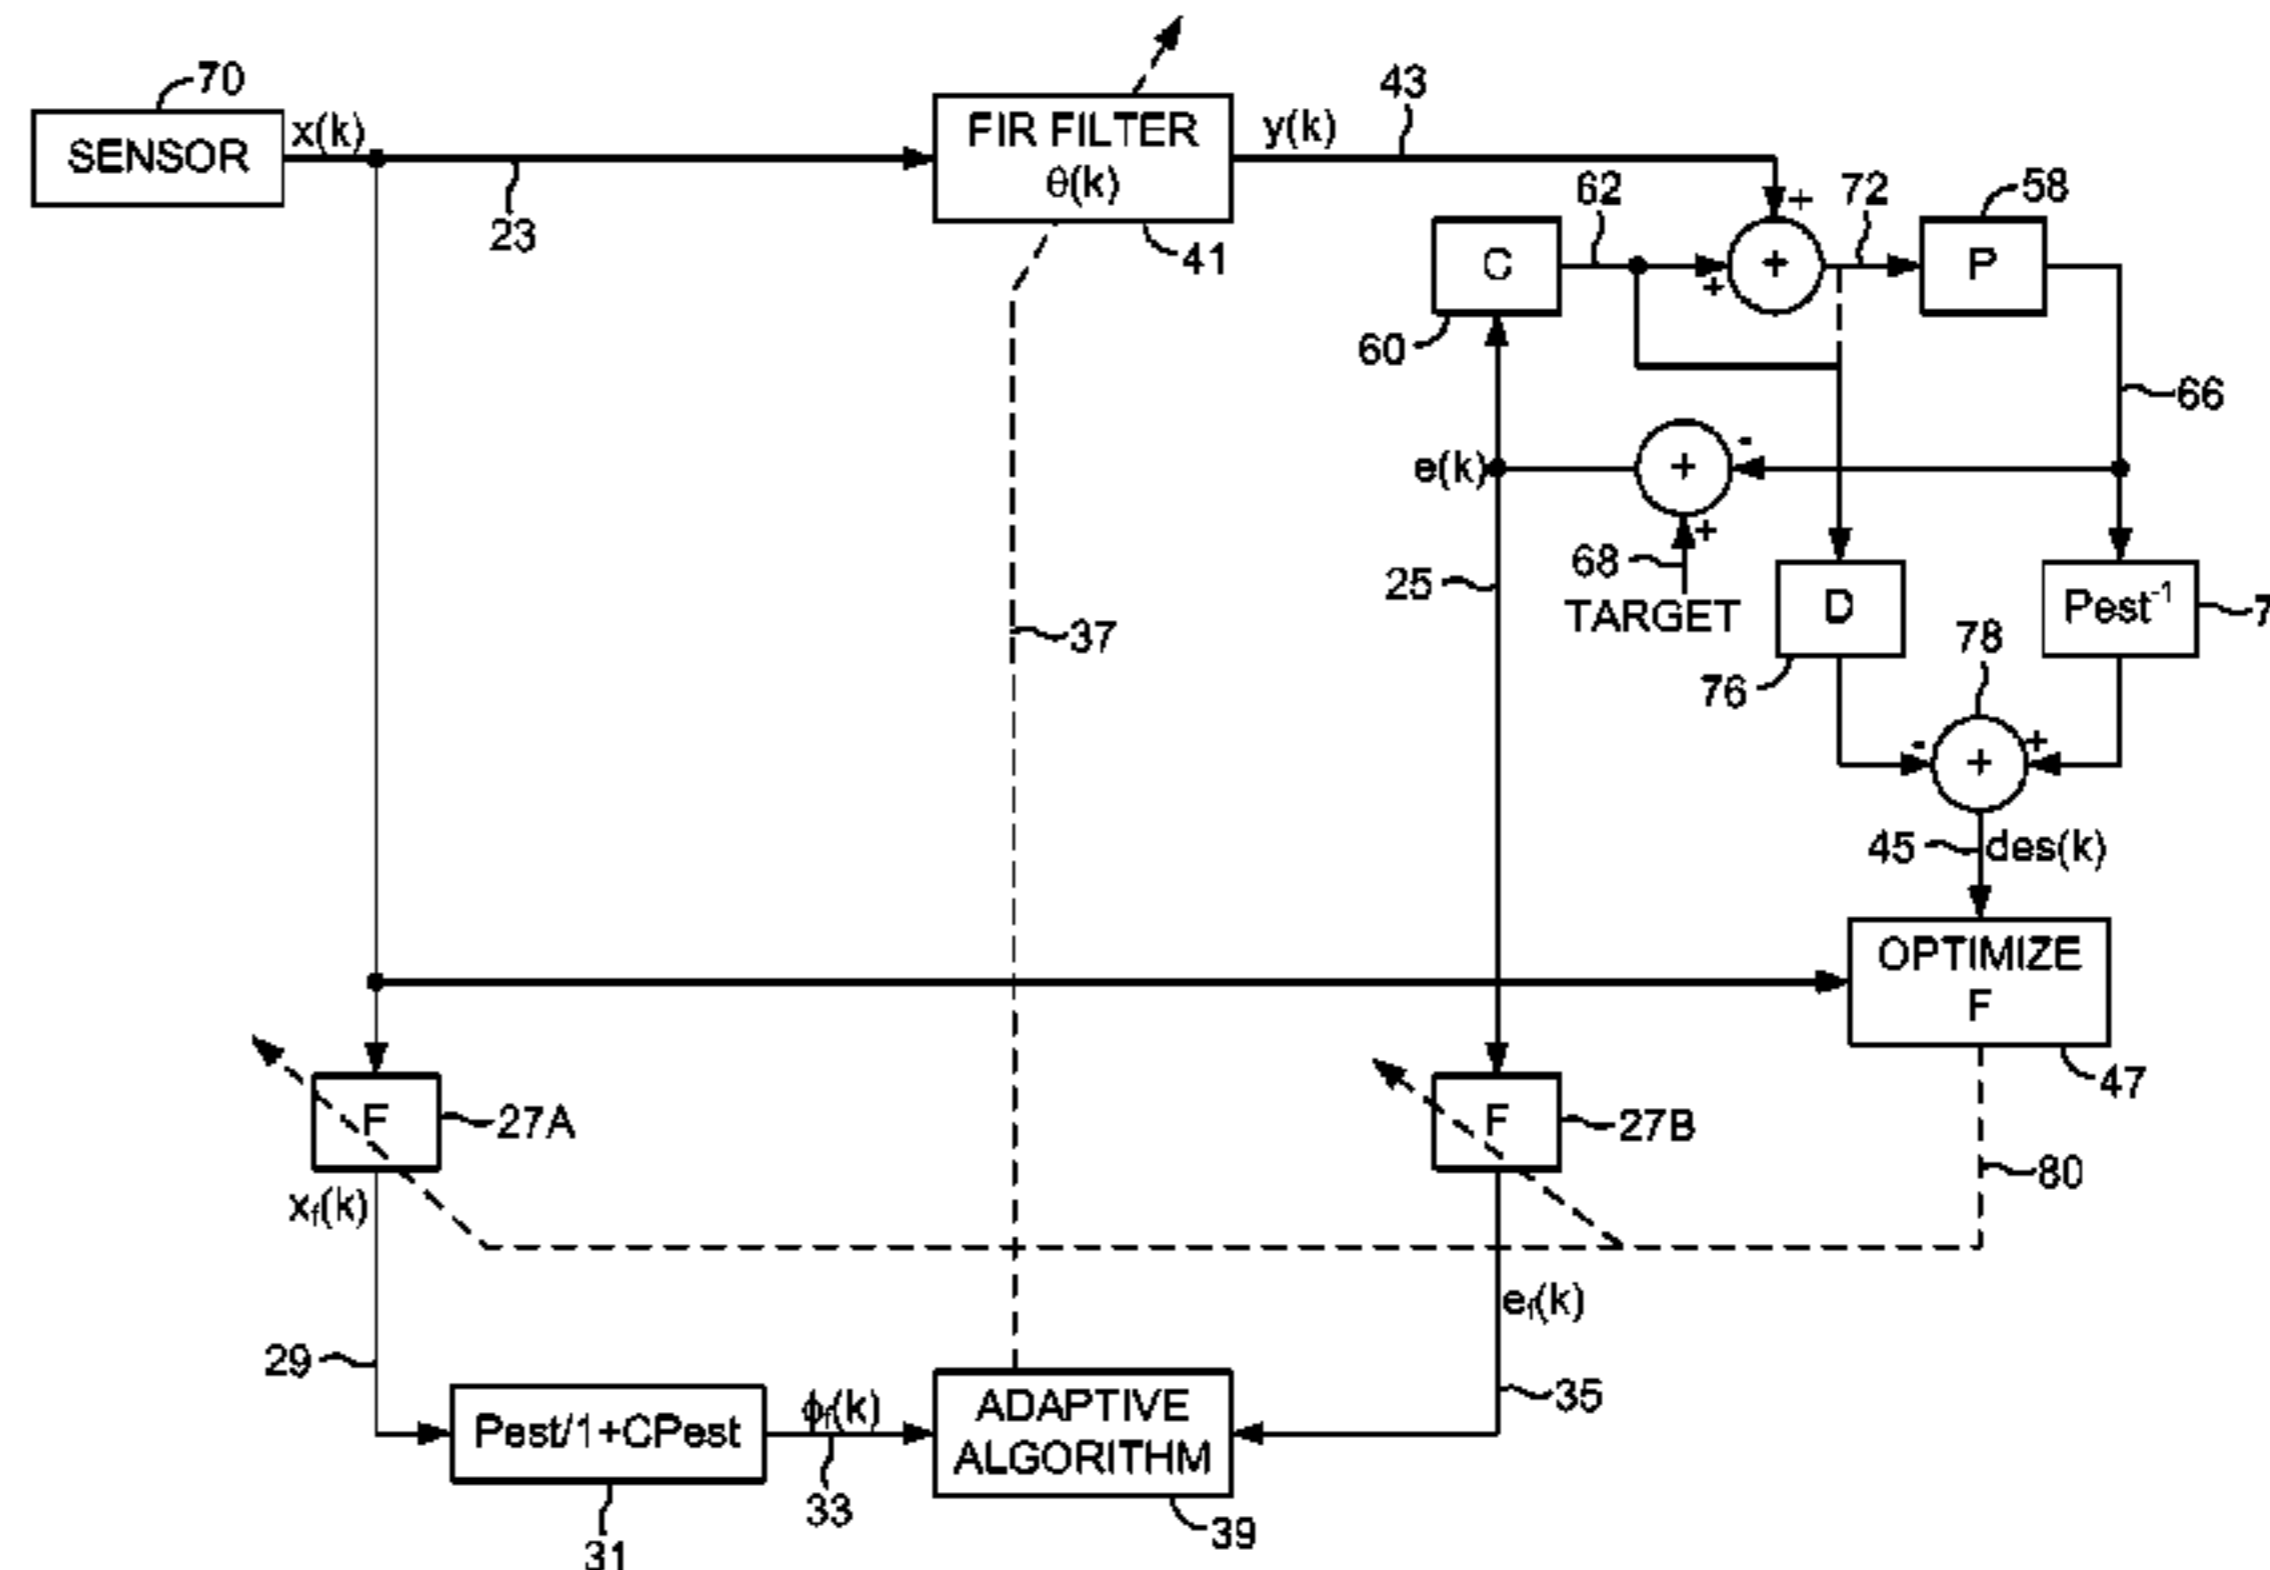 70
SENSOR
x(k)
23
FIR FILTER
θ(k)
41
y(k)
43
62
+
72
58
C
+
+
P
60
66
e(k)
+
-
+
68
TARGET
25
D
Pest⁻¹
7
76
78
37
-
+
+
45
des(k)
OPTIMIZE
F
47
F
27A
F
27B
80
xf(k)
ef(k)
29
35
Pest/1+CPest
31
ϕf(k)
33
ADAPTIVE
ALGORITHM
39